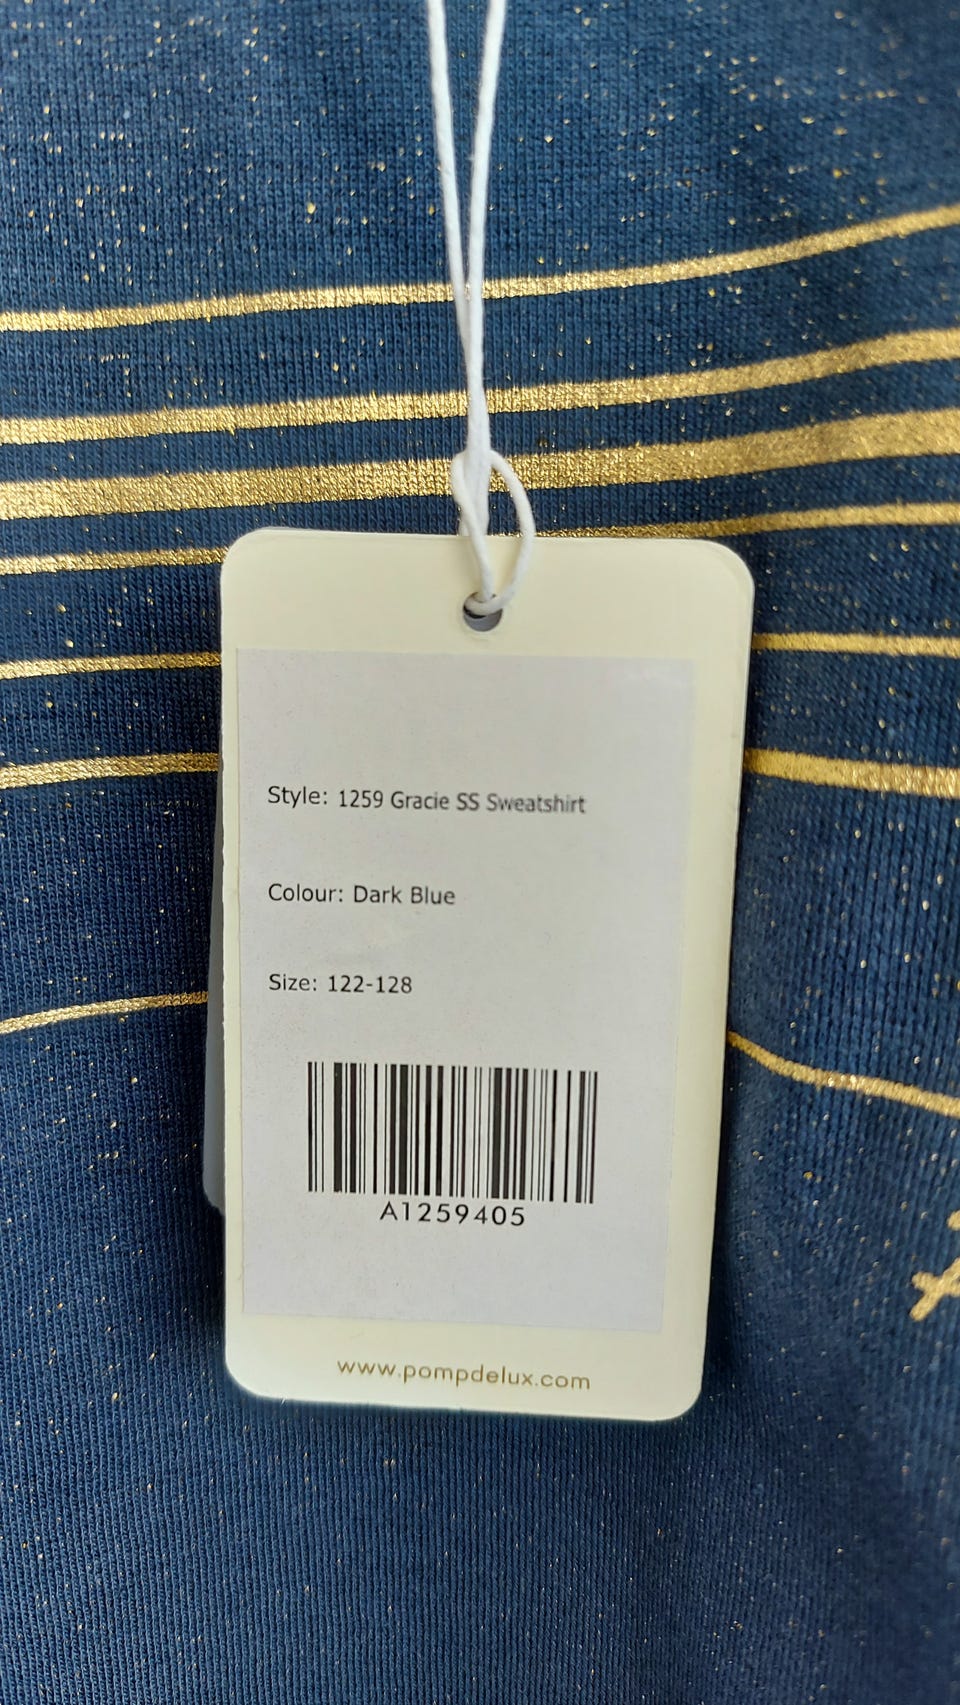 Style: 1259 Gracie SS Sweatshirt
Colour: Dark Blue
Size: 122-128
A1259405
www.pompdelux.com